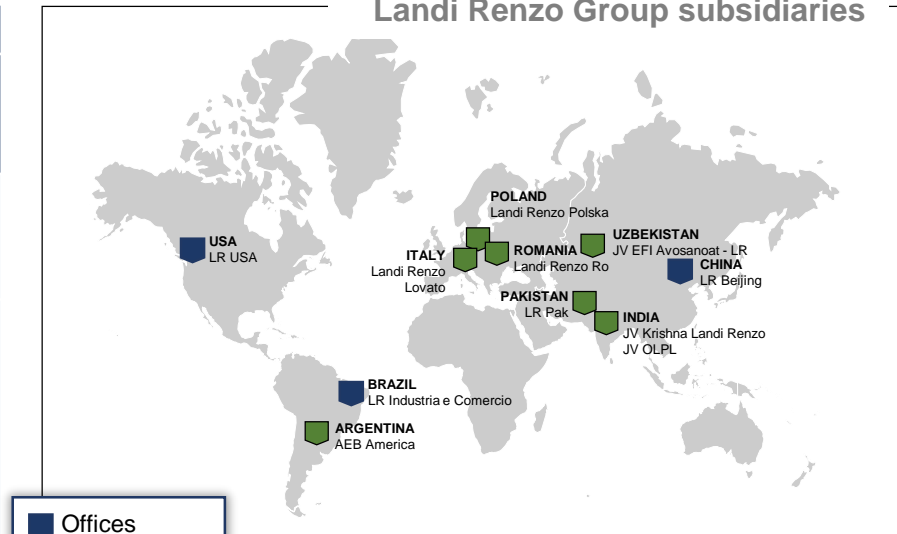 Landi Renzo Group subsidiaries
POLAND
Landi Renzo Polska
USA
LR USA
ITALY
Landi Renzo
Lovato
ROMANIA
Landi Renzo Ro
UZBEKISTAN
JV EFI Avosanoat - LR
CHINA
LR Beijing
PAKISTAN
LR Pak
INDIA
JV Krishna Landi Renzo
JV OLPL
BRAZIL
LR Industria e Comercio
ARGENTINA
AEB America
Offices